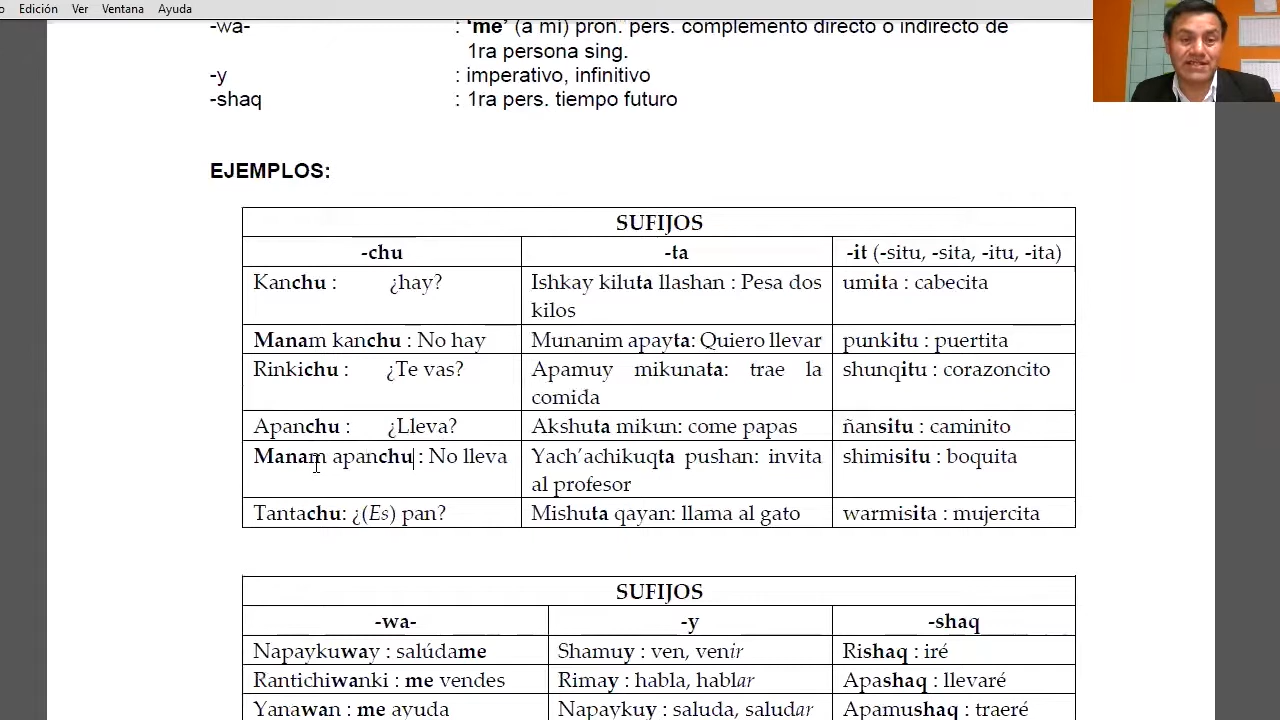 Edición Ver Ventana Ayuda
-wa- : ‘me’ (a mí) pron. pers. complemento directo o indirecto de
1ra persona sing.
-y : imperativo, infinitivo
-shaq : 1ra pers. tiempo futuro
EJEMPLOS:
SUFIJOS
-chu -ta -it (-situ, -sita, -itu, -ita)
Kanchu : ¿hay? Ishkay kiluta llashan : Pesa dos umita : cabecita
kilos
Manam kanchu : No hay Munanim apayta: Quiero llevar punkitu : puertita
Rinkichu : ¿Te vas? Apamuy mikunata: trae la shunqitu : corazoncito
comida
Apanchu : ¿Lleva? Akshuta mikun: come papas ñansitu : caminito
Manam apanchu : No lleva Yach’achikuqta pushan: invita shimisitu : boquita
al profesor
Tantachu: ¿(Es) pan? Mishuta qayan: llama al gato warmisita : mujercita
SUFIJOS
-wa- -y -shaq
Napaykuway : salúdame Shamuy : ven, venir Rishaq : iré
Rantichiwanki : me vendes Rimay : habla, hablar Apashaq : llevaré
Yanawan : me ayuda Napaykuy : saluda, saludar Apamushaq : traeré